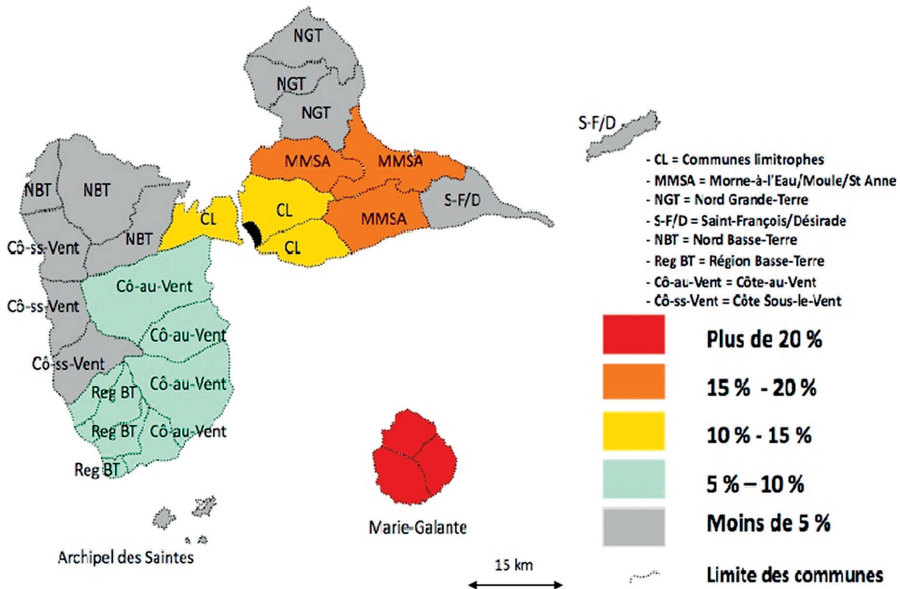 NGT
NGT
NGT
S-F/D
MMSA
MMSA
NBT
NBT
S-F/D
CL
CL
MMSA
NBT
CL
Cô-ss-Vent
Cô-au-Vent
Cô-ss-Vent
Cô-au-Vent
Cô-ss-Vent
Cô-au-Vent
Reg BT
Reg BT
Cô-au-Vent
Reg BT
Marie-Galante
Archipel des Saintes
15 km
- CL = Communes limitrophes
- MMSA = Morne-à-l'Eau/Moule/St Anne
- NGT = Nord Grande-Terre
- S-F/D = Saint-François/Désirade
- NBT = Nord Basse-Terre
- Reg BT = Région Basse-Terre
- Cô-au-Vent = Côte-au-Vent
- Cô-ss-Vent = Côte Sous-le-Vent
Plus de 20 %
15 % - 20 %
10 % - 15 %
5 % – 10 %
Moins de 5 %
Limite des communes